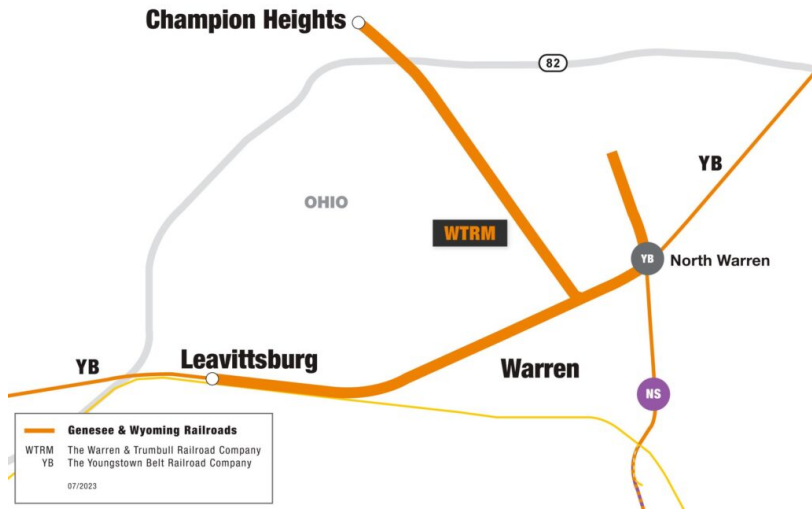 Champion Heights
82
YB
OHIO
WTRM
YB
North Warren
YB
Leavittsburg
Warren
NS
Genesee & Wyoming Railroads
WTRM The Warren & Trumbull Railroad Company
YB The Youngstown Belt Railroad Company
07/2023